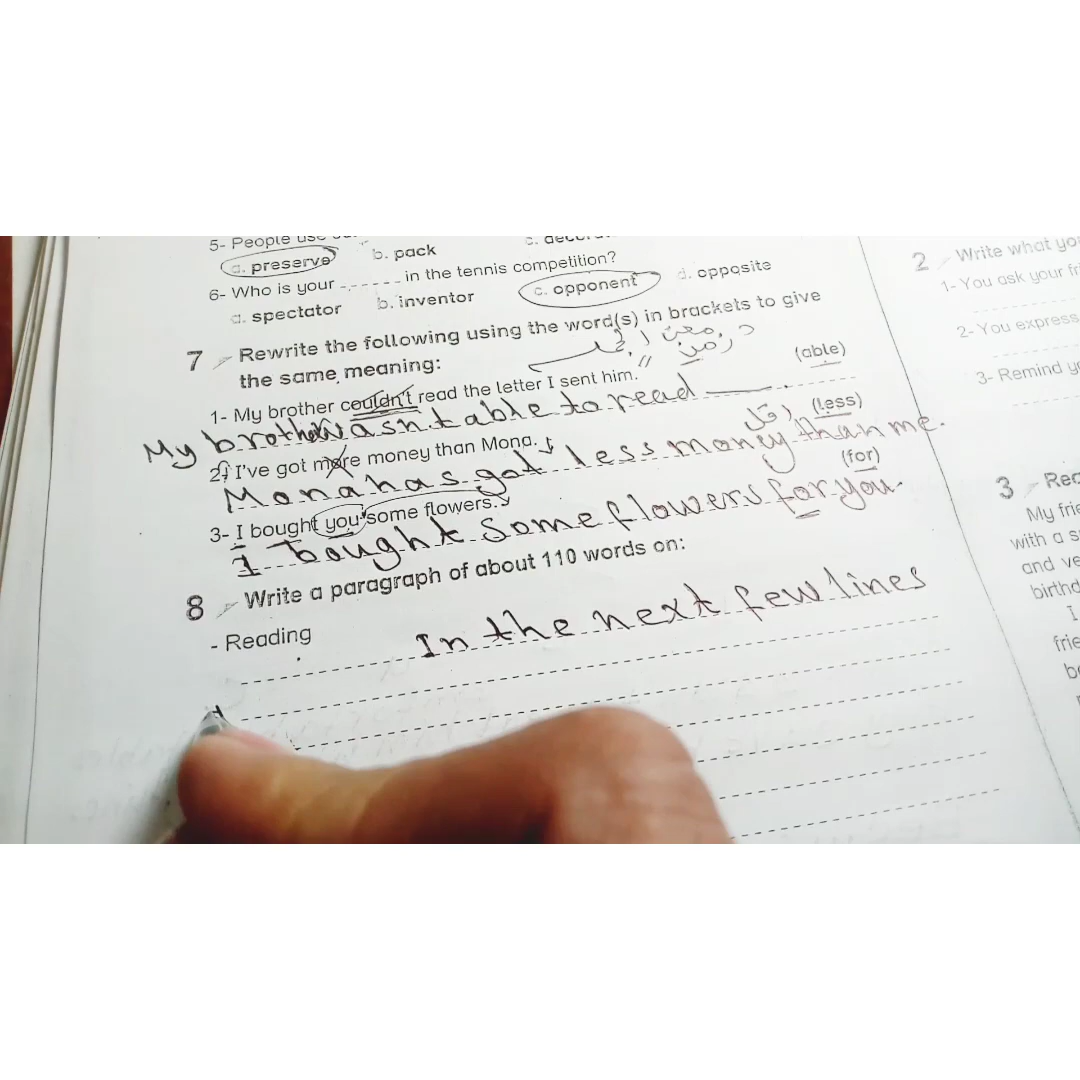 5- People use
a. preserve b. pack
6- Who is your ------- in the tennis competition?
a. spectator b. inventor c. opponent d. opposite
7 Rewrite the following using the word(s) in brackets to give
the same meaning:
1- My brother couldn't read the letter I sent him. (able)
My brother wasn't able to read
2- I've got more money than Mona. اقل (less)
Mona has got less money than me.
3- I bought you some flowers. (for)
I bought some flowers for you.
8 Write a paragraph of about 110 words on:
- Reading
In the next few lines
2 Write what you
1- You ask your fri
2- You express
3- Remind y
3 Rea
My frie
with a s
and ve
birthd
I
frie